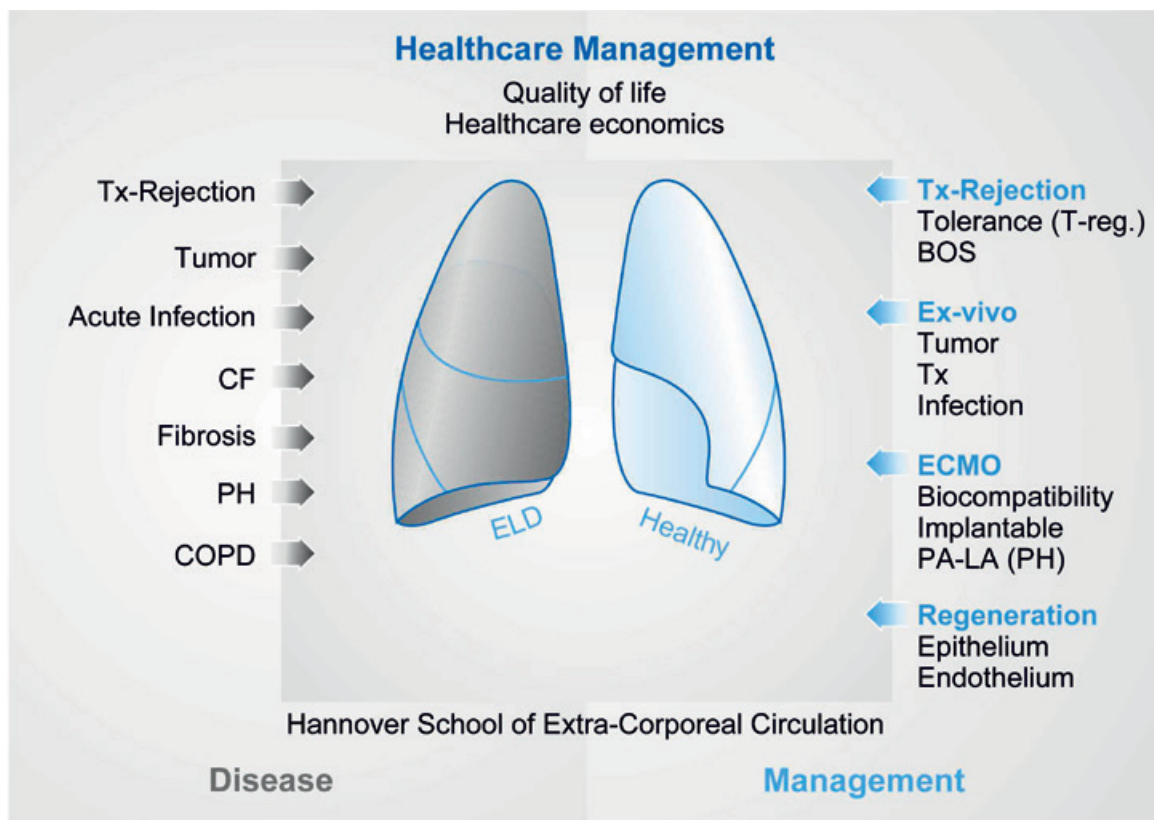 Healthcare Management
Quality of life
Healthcare economics
Tx-Rejection
Tumor
Acute Infection
CF
Fibrosis
PH
COPD
ELD
Healthy
Tx-Rejection
Tolerance (T-reg.)
BOS
Ex-vivo
Tumor
Tx
Infection
ECMO
Biocompatibility
Implantable
PA-LA (PH)
Regeneration
Epithelium
Endothelium
Hannover School of Extra-Corporeal Circulation
Disease
Management